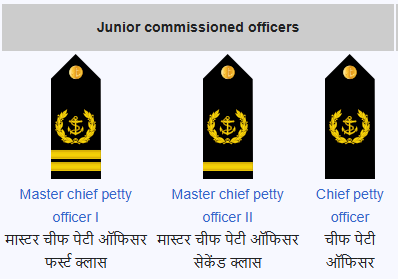 Junior commissioned officers
Master chief petty
officer I
मास्टर चीफ पेटी ऑफिसर
फर्स्ट क्लास
Master chief petty
officer II
मास्टर चीफ पेटी ऑफिसर
सेकेंड क्लास
Chief petty
officer
चीफ पेटी
ऑफिसर